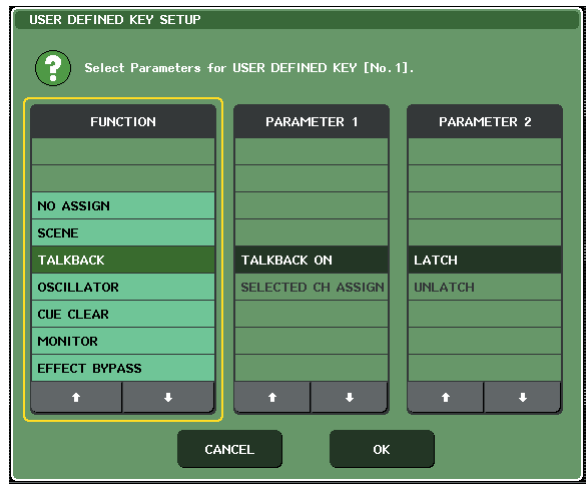 USER DEFINED KEY SETUP
?
Select Parameters for USER DEFINED KEY [No.1].
FUNCTION
NO ASSIGN
SCENE
TALKBACK
OSCILLATOR
CUE CLEAR
MONITOR
EFFECT BYPASS
PARAMETER 1
TALKBACK ON
SELECTED CH ASSIGN
PARAMETER 2
LATCH
UNLATCH
CANCEL
OK